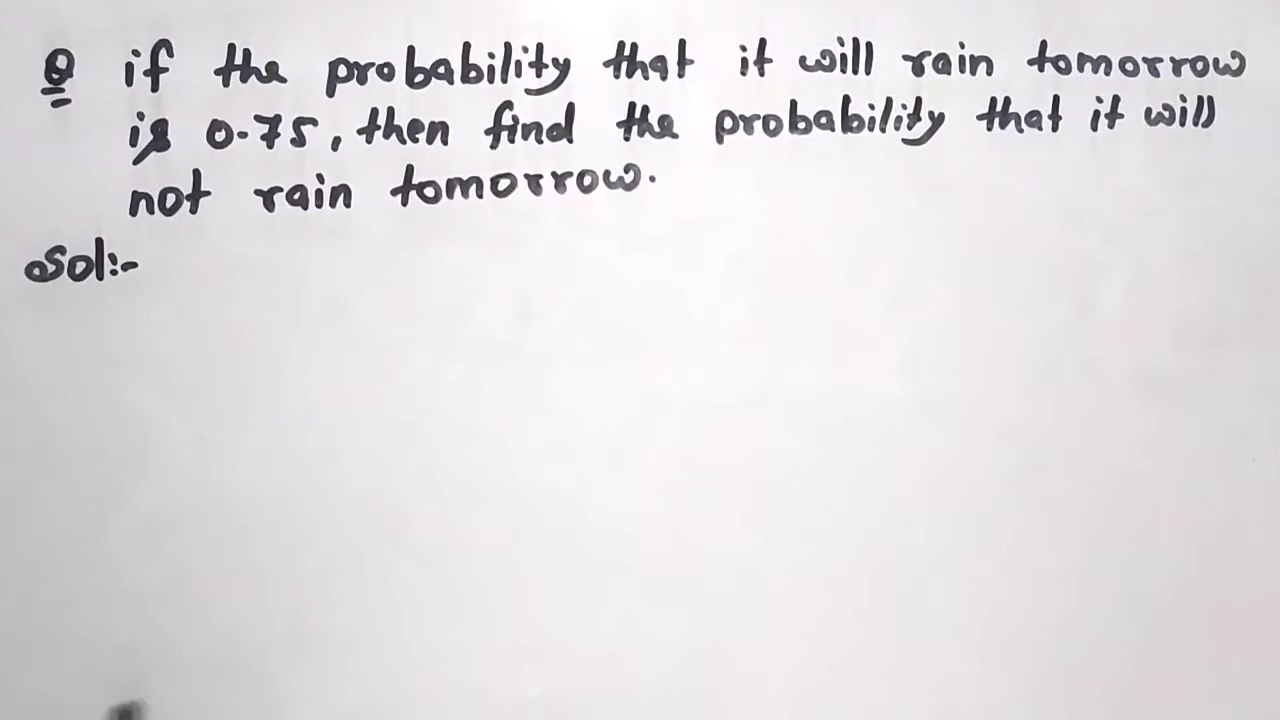 Q if the probability that it will rain tomorrow
is 0.75, then find the probability that it will
not rain tomorrow.
Sol:-